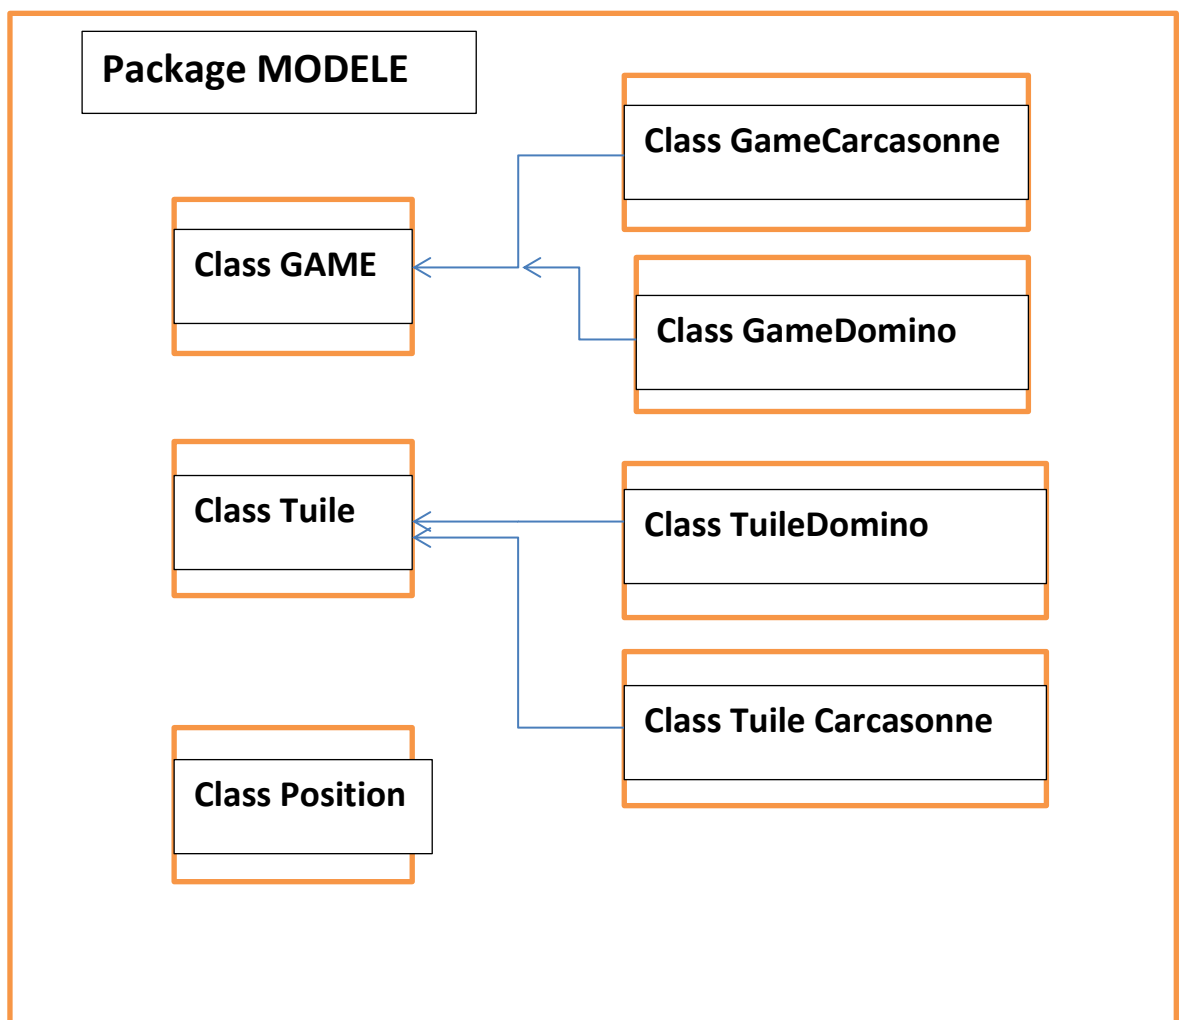 Package MODELE
Class GameCarcasonne
Class GAME
Class GameDomino
Class Tuile
Class TuileDomino
Class Tuile Carcasonne
Class Position